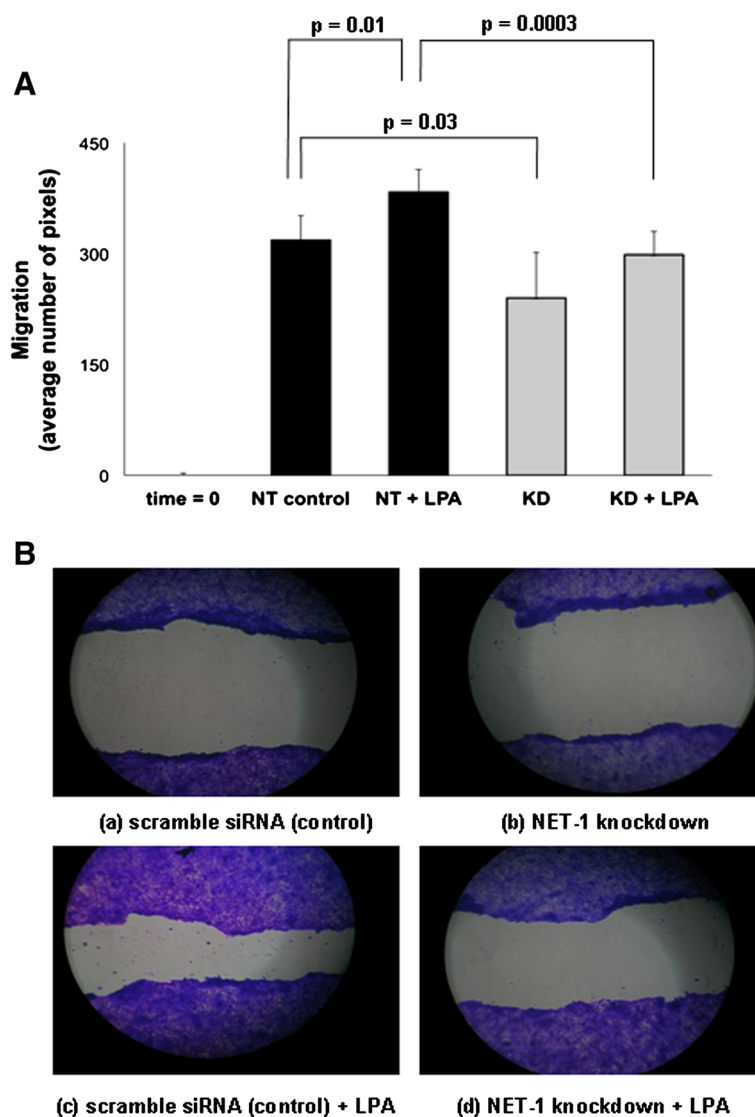 p = 0.01
p = 0.0003
A
p = 0.03
450
300
150
0
Migration
(average number of pixels)
time = 0
NT control
NT + LPA
KD
KD + LPA
B
(a) scramble siRNA (control)
(b) NET-1 knockdown
(c) scramble siRNA (control) + LPA
(d) NET-1 knockdown + LPA